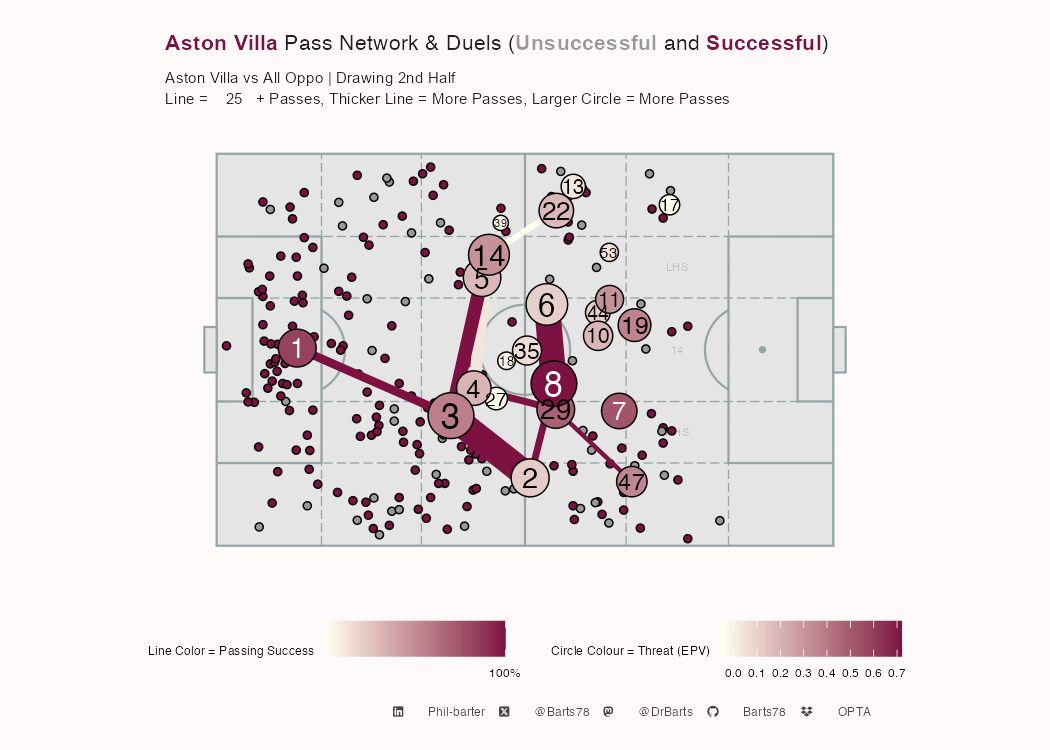 Aston Villa Pass Network & Duels (Unsuccessful and Successful)
Aston Villa vs All Oppo | Drawing 2nd Half
Line = 25 + Passes, Thicker Line = More Passes, Larger Circle = More Passes
13
17
39
22
14
53
5
LHS
6
11
44
19
10
1
35
14
18
8
4
27
29
7
3
HS
2
47
Line Color = Passing Success
100%
Circle Colour = Threat (EPV)
0.0 0.1 0.2 0.3 0.4 0.5 0.6 0.7
Phil-barter @Barts78 @DrBarts Barts78 OPTA